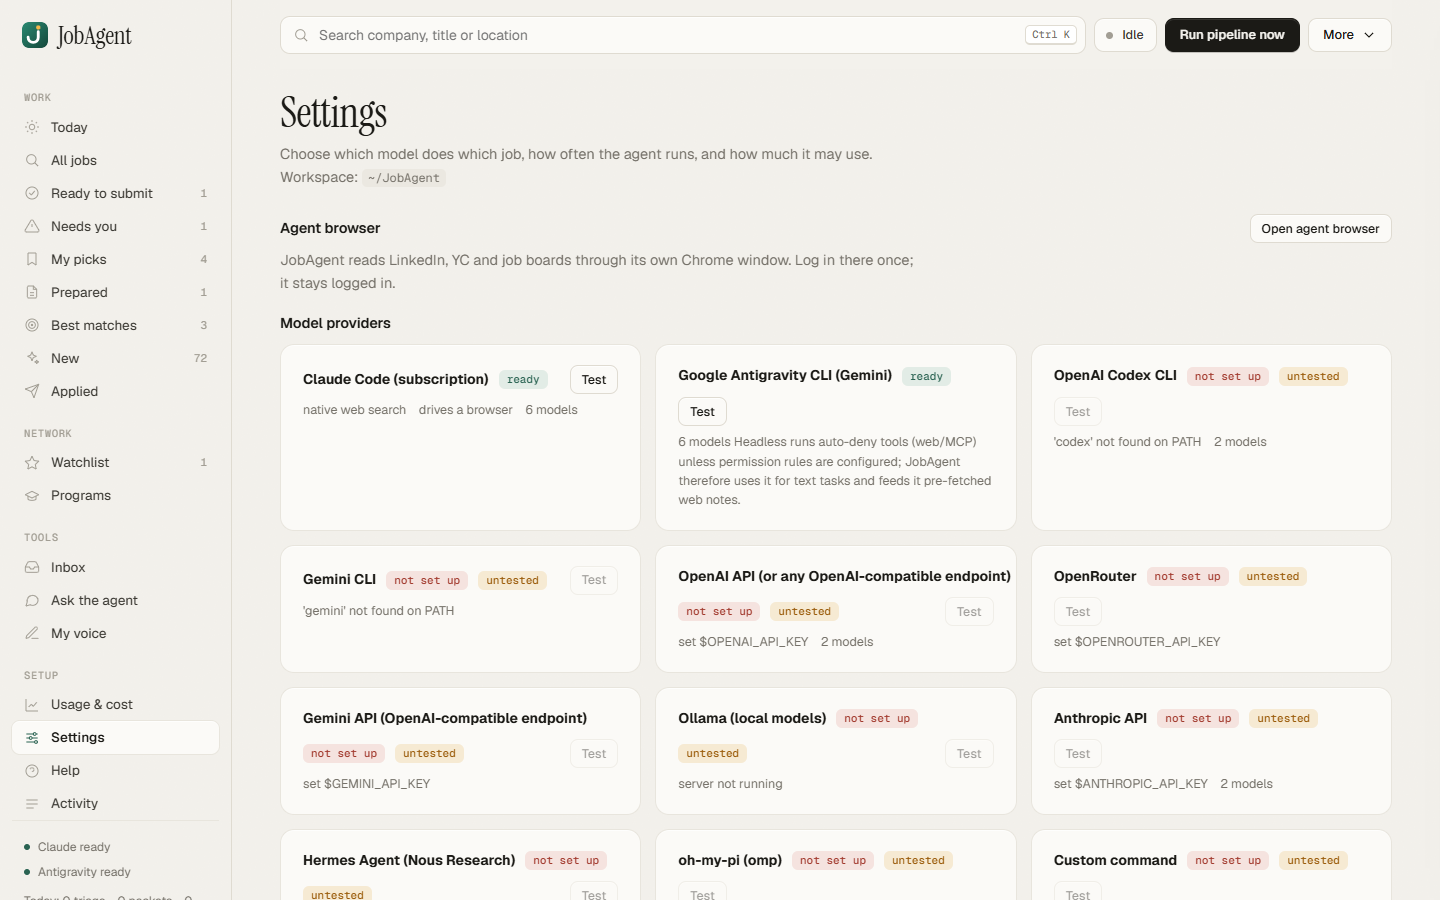 JobAgent
WORK
Today
All jobs
Ready to submit 1
Needs you 1
My picks 4
Prepared 1
Best matches 3
New 72
Applied
NETWORK
Watchlist 1
Programs
TOOLS
Inbox
Ask the agent
My voice
SETUP
Usage & cost
Settings
Help
Activity
Claude ready
Antigravity ready
Search company, title or location Ctrl K
Idle
Run pipeline now
More
Settings
Choose which model does which job, how often the agent runs, and how much it may use.
Workspace: ~/JobAgent
Agent browser
Open agent browser
JobAgent reads LinkedIn, YC and job boards through its own Chrome window. Log in there once;
it stays logged in.
Model providers
Claude Code (subscription) ready Test
native web search drives a browser 6 models
Google Antigravity CLI (Gemini) ready
Test
6 models Headless runs auto-deny tools (web/MCP)
unless permission rules are configured; JobAgent
therefore uses it for text tasks and feeds it pre-fetched
web notes.
OpenAI Codex CLI not set up untested
Test
'codex' not found on PATH 2 models
Gemini CLI not set up untested Test
'gemini' not found on PATH
OpenAI API (or any OpenAI-compatible endpoint)
not set up untested Test
set $OPENAI_API_KEY 2 models
OpenRouter not set up untested
Test
set $OPENROUTER_API_KEY
Gemini API (OpenAI-compatible endpoint)
not set up untested Test
set $GEMINI_API_KEY
Ollama (local models) not set up
untested Test
server not running
Anthropic API not set up untested
Test
set $ANTHROPIC_API_KEY 2 models
Hermes Agent (Nous Research) not set up
untested Test
oh-my-pi (omp) not set up untested
Test
Custom command not set up untested
Test